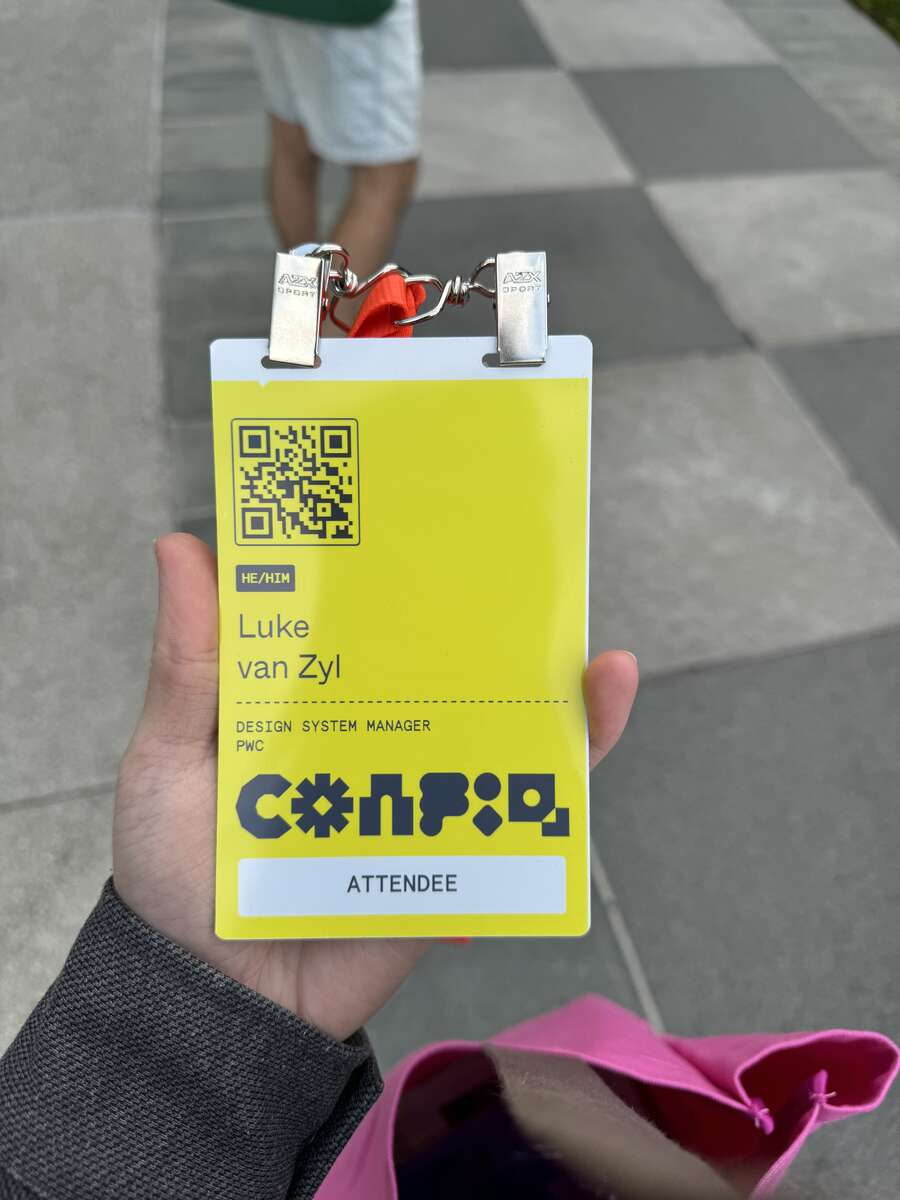 A2X SPORT
A2X SPORT
HE/HIM
Luke
van Zyl
DESIGN SYSTEM MANAGER
PWC
CONFIG
ATTENDEE